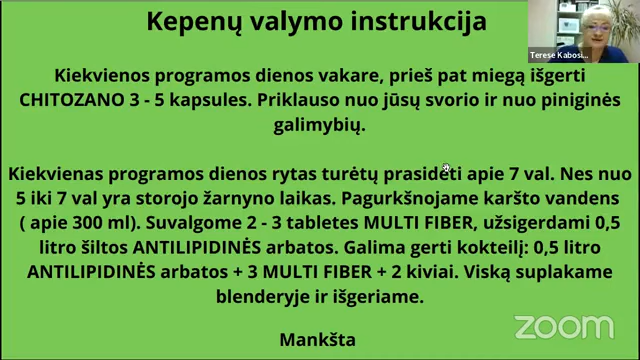 Kepenų valymo instrukcija
Terese Kabosi...
Kiekvienos programos dienos vakare, prieš pat miegą išgerti
CHITOZANO 3 - 5 kapsules. Priklauso nuo jūsų svorio ir nuo piniginės
galimybių.
Kiekvienas programos dienos rytas turėtų prasidėti apie 7 val. Nes nuo
5 iki 7 val yra storojo žarnyno laikas. Pagurkšnojame karšto vandens
( apie 300 ml). Suvalgome 2 - 3 tabletes MULTI FIBER, užsigerdami 0,5
litro šiltos ANTILIPIDINĖS arbatos. Galima gerti kokteilį: 0,5 litro
ANTILIPIDINĖS arbatos + 3 MULTI FIBER + 2 kiviai. Viską suplakame
blenderyje ir išgeriame.
zoom
Mankšta